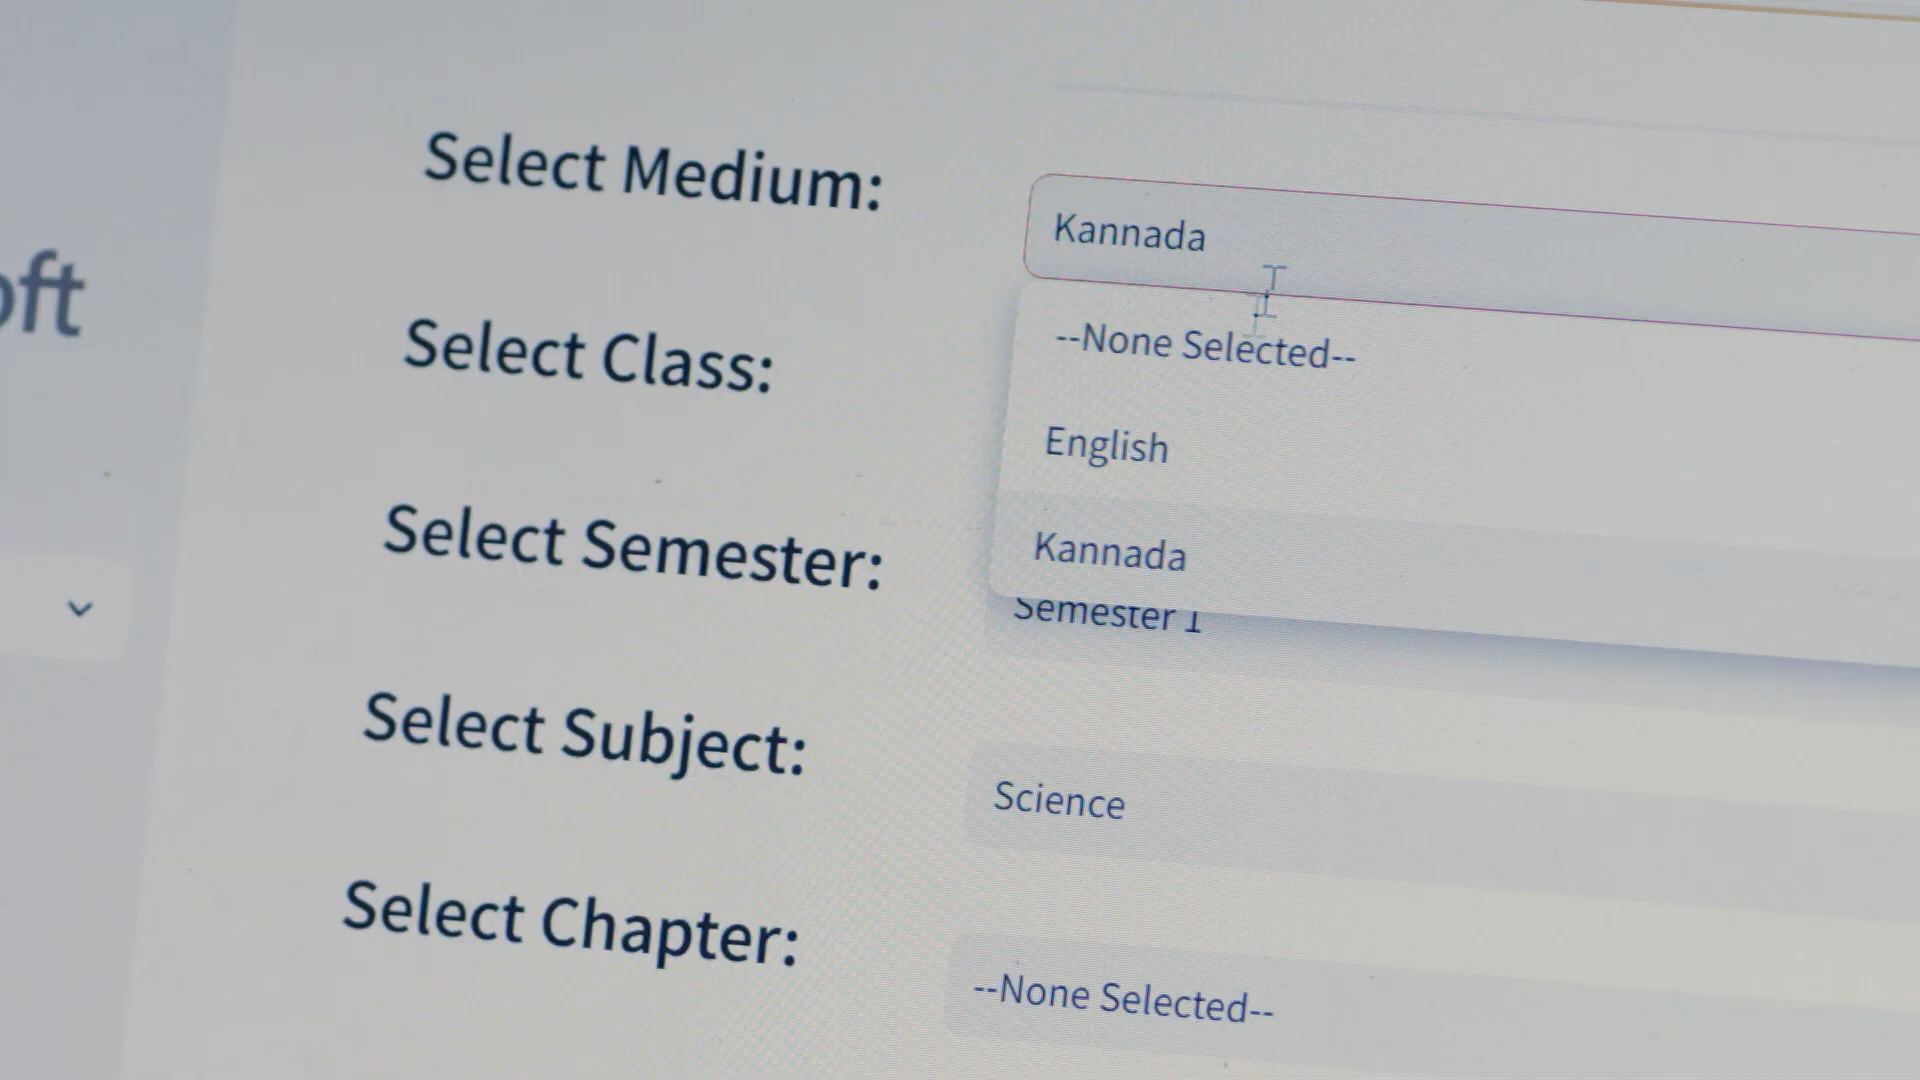 Select Medium:
Kannada
--None Selected--
oft
Select Class:
English
Kannada
Select Semester:
Semester 1
Select Subject:
Science
Select Chapter:
--None Selected--